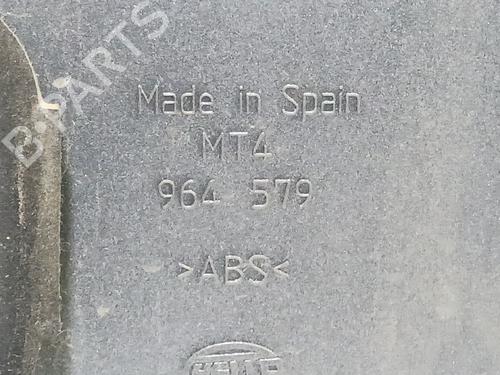 B-PARTS
Made in Spain
MT4
964 579
>ABS<